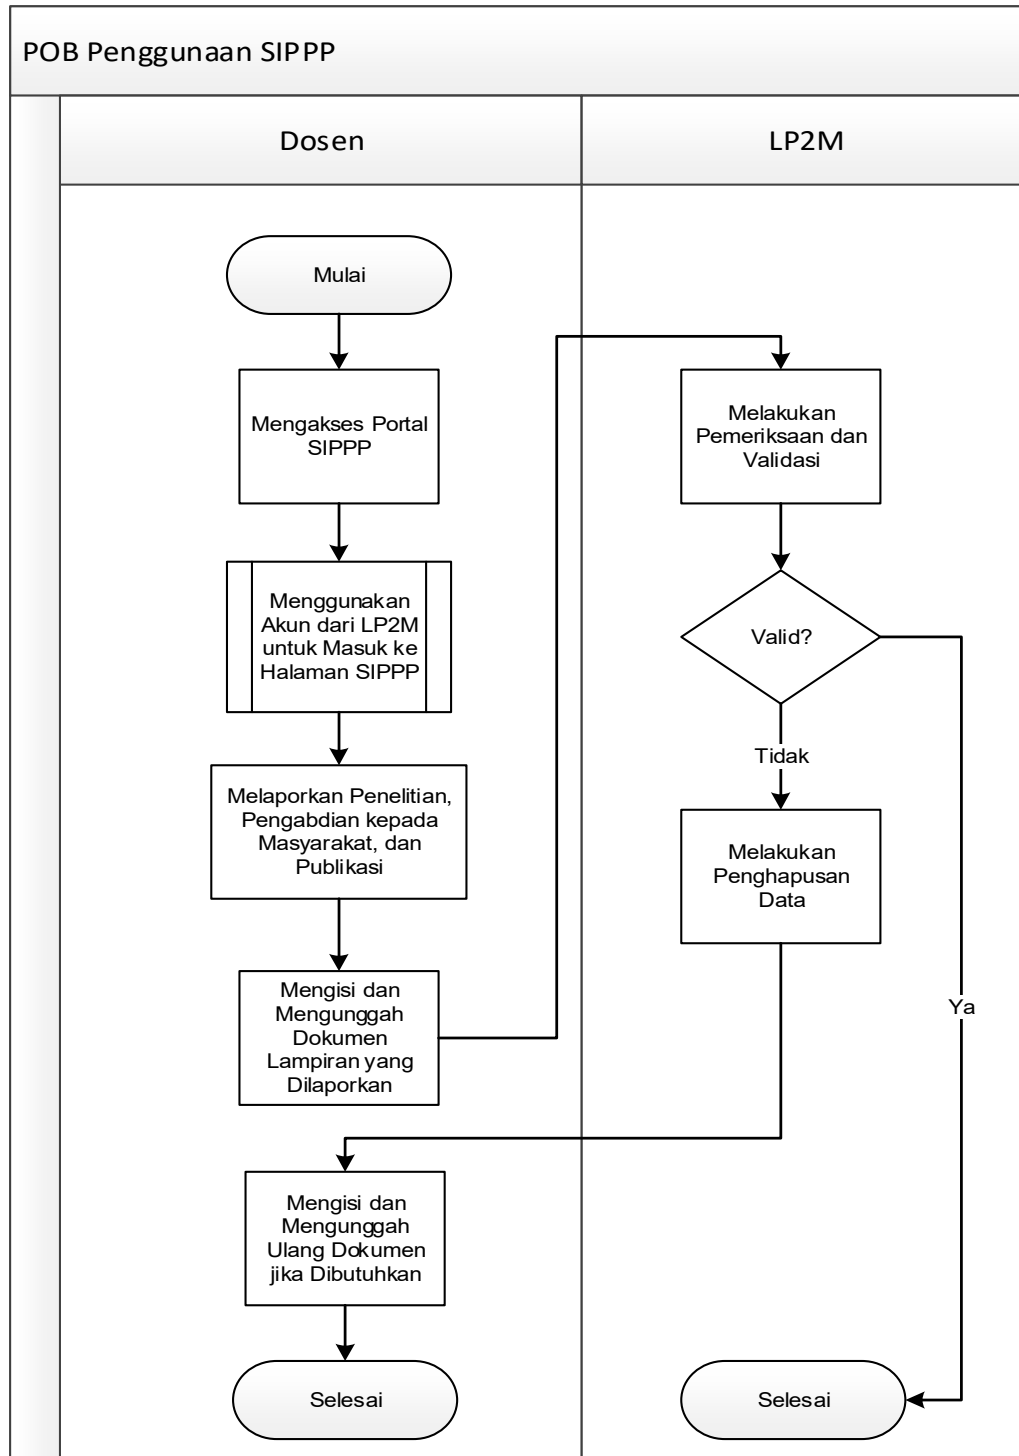 POB Penggunaan SIPPP
Dosen
LP2M
Mulai
Mengakses Portal
SIPPP
Menggunakan
Akun dari LP2M
untuk Masuk ke
Halaman SIPPP
Melaporkan Penelitian,
Pengabdian kepada
Masyarakat, dan
Publikasi
Mengisi dan
Mengunggah
Dokumen
Lampiran yang
Dilaporkan
Melakukan
Pemeriksaan dan
Validasi
Valid?
Tidak
Ya
Melakukan
Penghapusan
Data
Mengisi dan
Mengunggah
Ulang Dokumen
jika Dibutuhkan
Selesai
Selesai